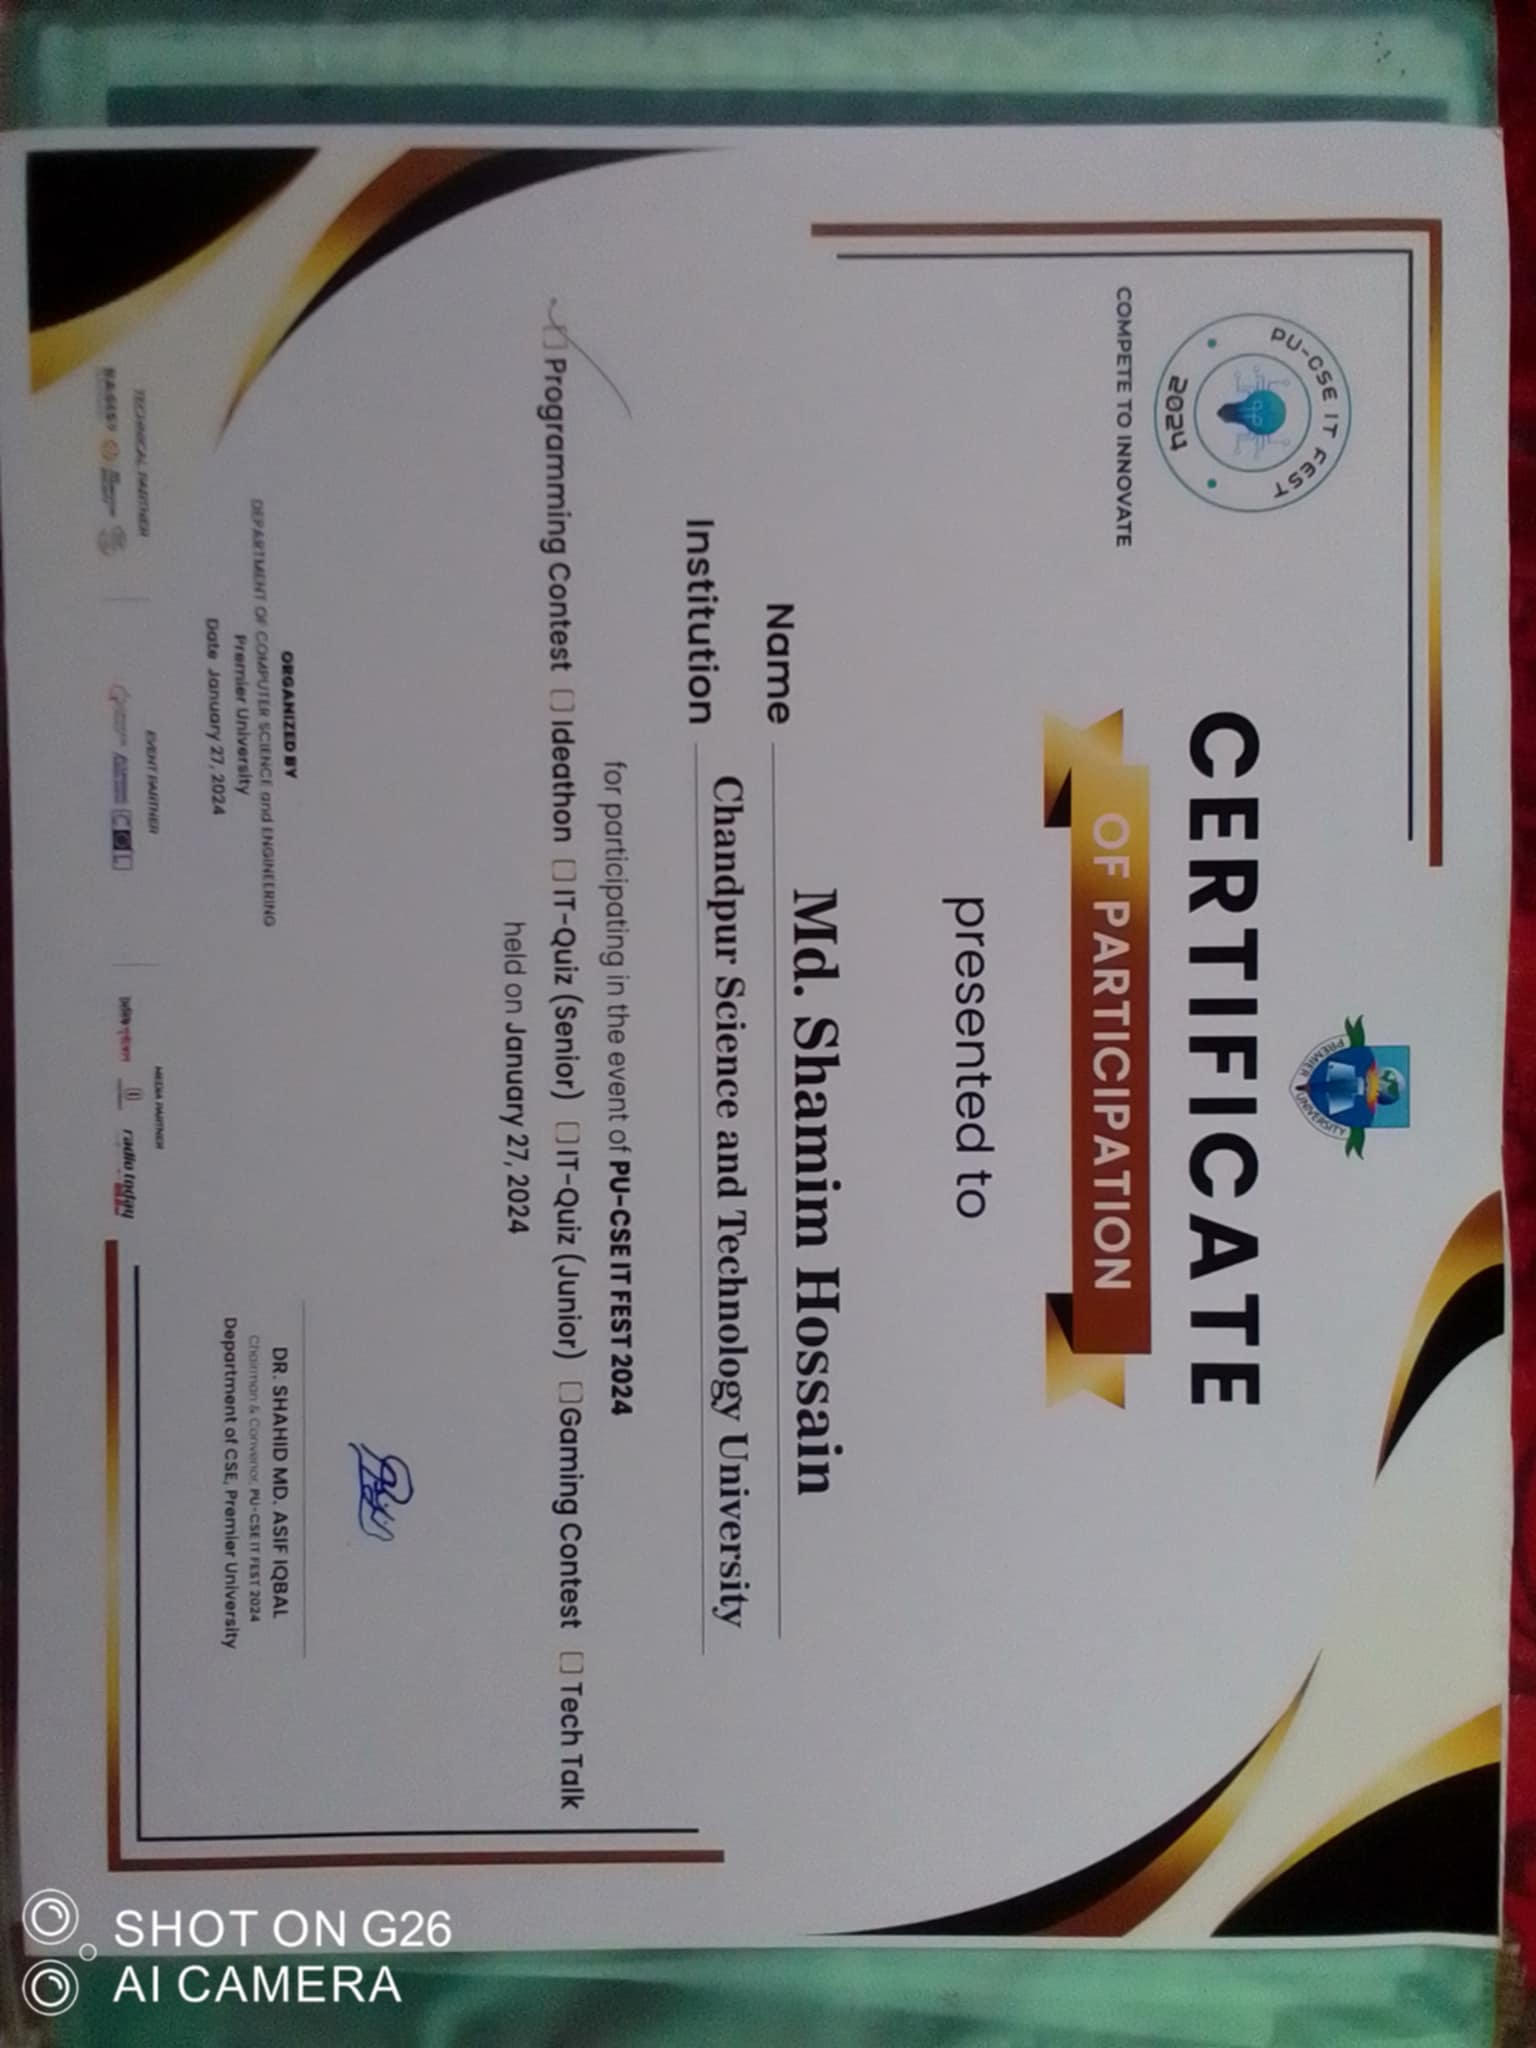 PREMIER UNIVERSITY
PU-CSE IT FEST
2024
COMPETE TO INNOVATE
CERTIFICATE
OF PARTICIPATION
presented to
Name Md. Shamim Hossain
Institution Chandpur Science and Technology University
for participating in the event of PU-CSE IT FEST 2024
Programming Contest Ideathon IT-Quiz (Senior) IT-Quiz (Junior) Gaming Contest Tech Talk
held on January 27, 2024
ORGANIZED BY
DEPARTMENT OF COMPUTER SCIENCE and ENGINEERING
Premier University
Date January 27, 2024
DR. SHAHID MD. ASIF IQBAL
Chairman & Convenor, PU-CSE IT FEST 2024
Department of CSE, Premier University
TECHNICAL PARTNER
EVENT PARTNER
MEDIA PARTNER
COL
radio today
SHOT ON G26
AI CAMERA